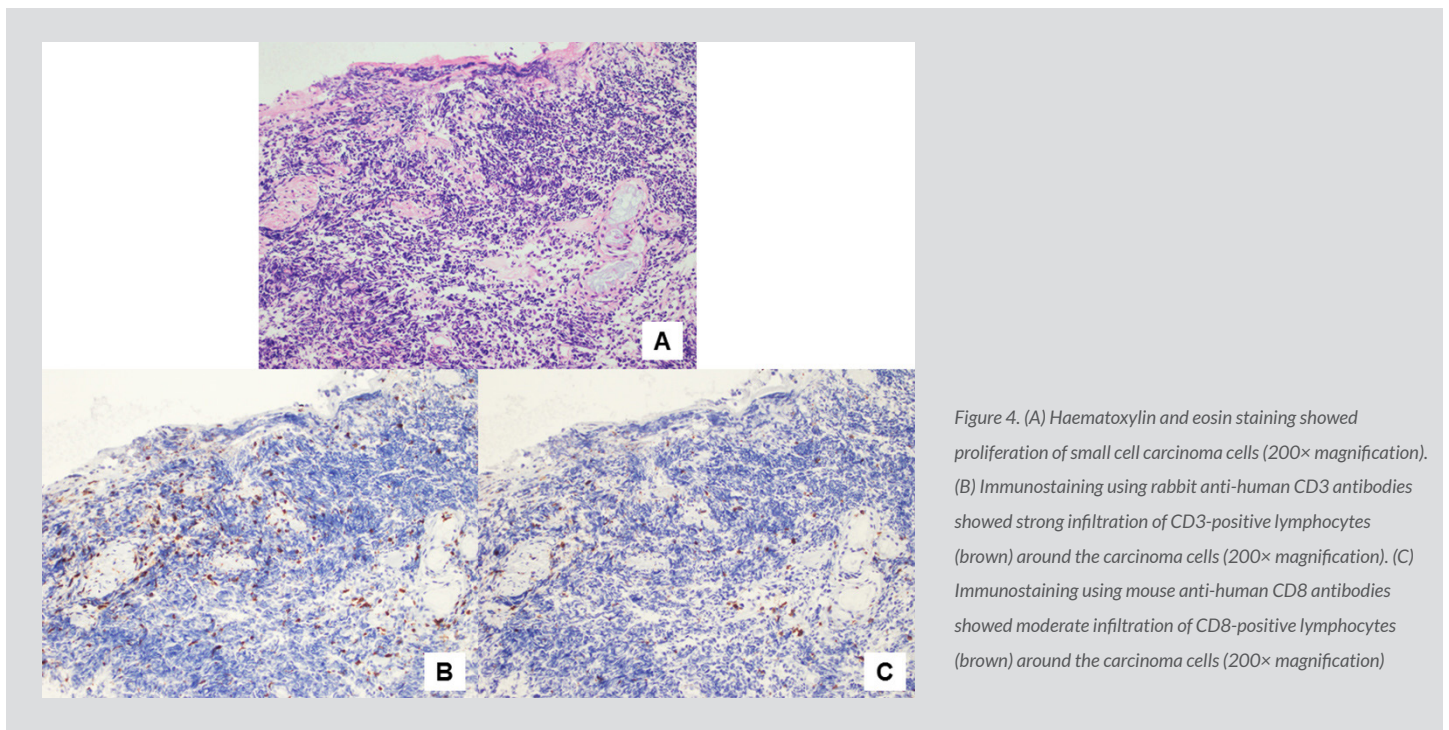 A
B
C
Figure 4. (A) Haematoxylin and eosin staining showed
proliferation of small cell carcinoma cells (200× magnification).
(B) Immunostaining using rabbit anti-human CD3 antibodies
showed strong infiltration of CD3-positive lymphocytes
(brown) around the carcinoma cells (200× magnification). (C)
Immunostaining using mouse anti-human CD8 antibodies
showed moderate infiltration of CD8-positive lymphocytes
(brown) around the carcinoma cells (200× magnification)